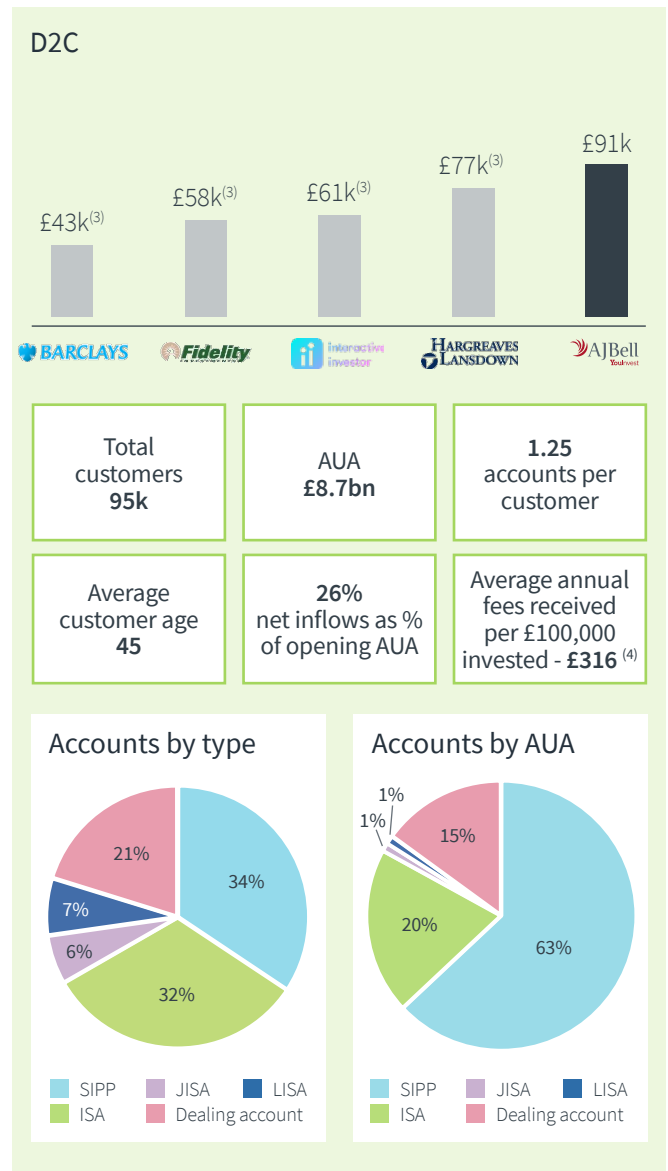 D2C
£43k(3)
£58k(3)
£61k(3)
£77k(3)
£91k
BARCLAYS
Fidelity
INVESTMENTS
interactive
investor
HARGREAVES
LANSDOWN
AJBell
Youinvest
Total
customers
95k
AUA
£8.7bn
1.25
accounts per
customer
Average
customer age
45
26%
net inflows as %
of opening AUA
Average annual
fees received
per £100,000
invested - £316 (4)
Accounts by type
21%
34%
7%
6%
32%
SIPP
JISA
LISA
ISA
Dealing account
Accounts by AUA
1%
1%
15%
20%
63%
SIPP
JISA
LISA
ISA
Dealing account